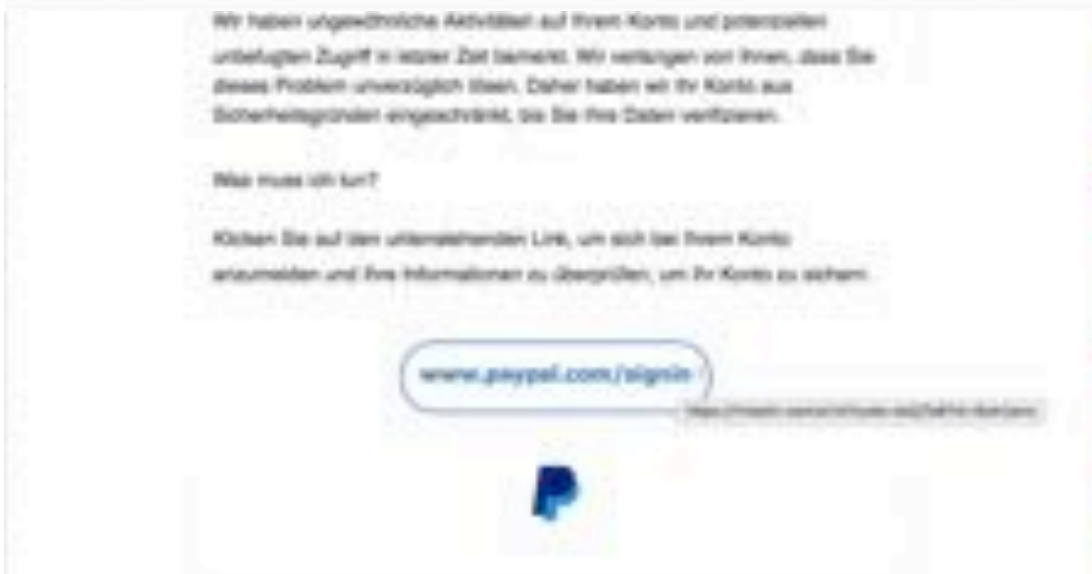 Wir haben ungewöhnliche Aktivitäten auf Ihrem Konto und potenziellen
unbefugten Zugriff in letzter Zeit bemerkt. Wir verlangen von Ihnen, dass Sie
dieses Problem unverzüglich lösen. Daher haben wir Ihr Konto aus
Sicherheitsgründen eingeschränkt, bis Sie Ihre Daten verifizieren.
Was muss ich tun?
Klicken Sie auf den untenstehenden Link, um sich bei Ihrem Konto
anzumelden und Ihre Informationen zu überprüfen, um Ihr Konto zu sichern.
www.paypal.com/signin